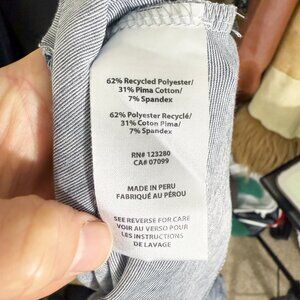 62% Recycled Polyester/
31% Pima Cotton/
7% Spandex
62% Polyester Recyclé/
31% Coton Pima/
7% Spandex
RN# 123280
CA# 07099
MADE IN PERU
FABRIQUÉ AU PÉROU
SEE REVERSE FOR CARE
VOIR AU VERSO POUR
LES INSTRUCTIONS
DE LAVAGE